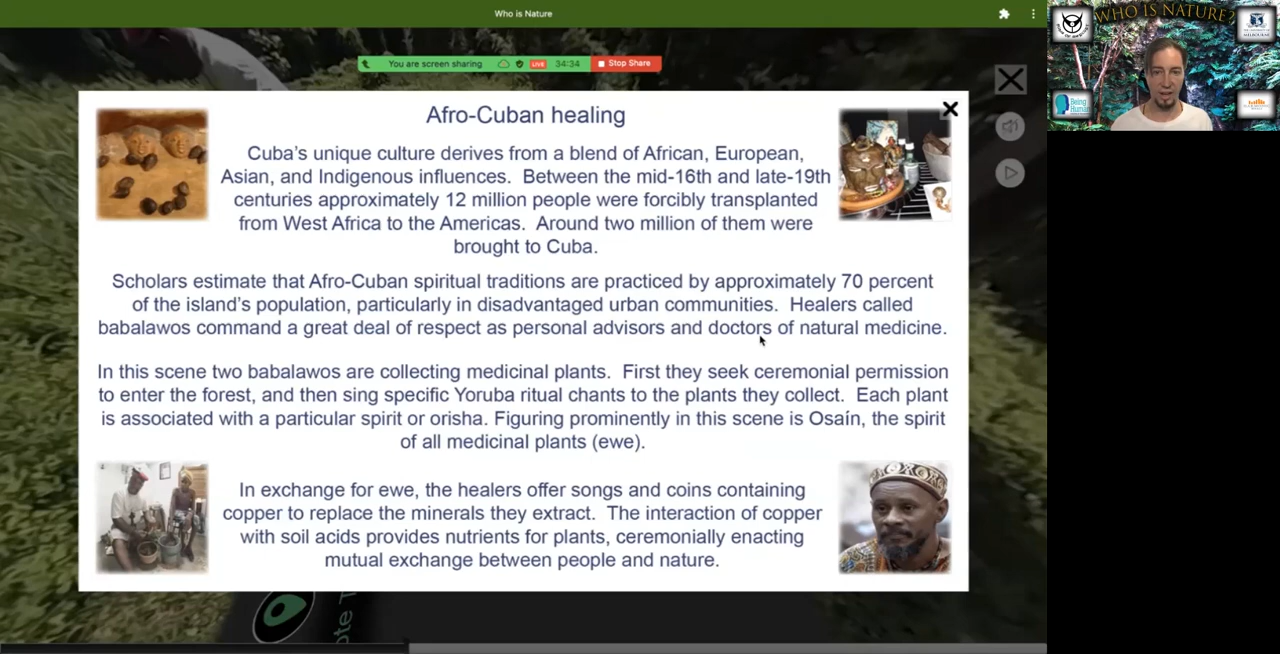 Who is Nature
You are screen sharing LIVE 34:34 Stop Share
WHO IS NATURE?
MELBOURNE
Being
Human
Afro-Cuban healing
Cuba's unique culture derives from a blend of African, European,
Asian, and Indigenous influences. Between the mid-16th and late-19th
centuries approximately 12 million people were forcibly transplanted
from West Africa to the Americas. Around two million of them were
brought to Cuba.
Scholars estimate that Afro-Cuban spiritual traditions are practiced by approximately 70 percent
of the island's population, particularly in disadvantaged urban communities. Healers called
babalawos command a great deal of respect as personal advisors and doctors of natural medicine.
In this scene two babalawos are collecting medicinal plants. First they seek ceremonial permission
to enter the forest, and then sing specific Yoruba ritual chants to the plants they collect. Each plant
is associated with a particular spirit or orisha. Figuring prominently in this scene is Osaín, the spirit
of all medicinal plants (ewe).
In exchange for ewe, the healers offer songs and coins containing
copper to replace the minerals they extract. The interaction of copper
with soil acids provides nutrients for plants, ceremonially enacting
mutual exchange between people and nature.